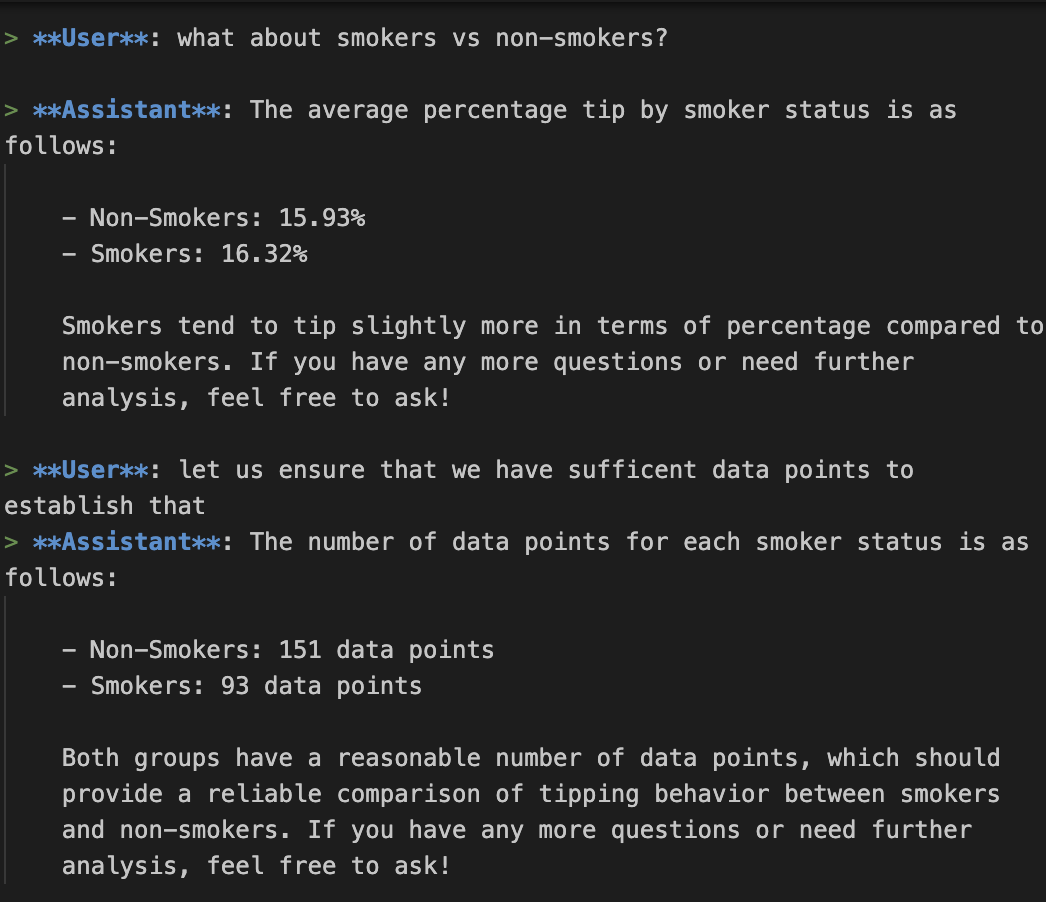 > **User**: what about smokers vs non-smokers?
> **Assistant**: The average percentage tip by smoker status is as
follows:
- Non-Smokers: 15.93%
- Smokers: 16.32%
Smokers tend to tip slightly more in terms of percentage compared to
non-smokers. If you have any more questions or need further
analysis, feel free to ask!
> **User**: let us ensure that we have sufficent data points to
establish that
> **Assistant**: The number of data points for each smoker status is as
follows:
- Non-Smokers: 151 data points
- Smokers: 93 data points
Both groups have a reasonable number of data points, which should
provide a reliable comparison of tipping behavior between smokers
and non-smokers. If you have any more questions or need further
analysis, feel free to ask!